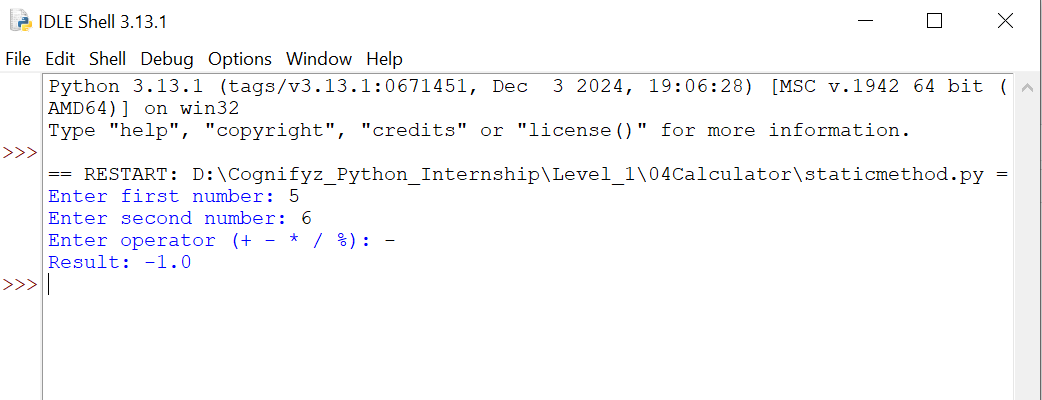 IDLE Shell 3.13.1
File Edit Shell Debug Options Window Help
Python 3.13.1 (tags/v3.13.1:0671451, Dec  3 2024, 19:06:28) [MSC v.1942 64 bit (
AMD64)] on win32
Type "help", "copyright", "credits" or "license()" for more information.
>>>
== RESTART: D:\Cognifyz_Python_Internship\Level_1\04Calculator\staticmethod.py =
Enter first number: 5
Enter second number: 6
Enter operator (+ - * / %): -
Result: -1.0
>>>